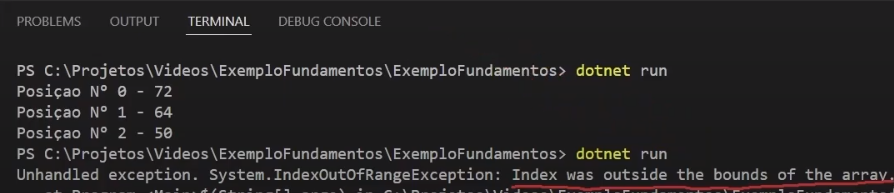 PROBLEMS OUTPUT TERMINAL DEBUG CONSOLE
PS C:\Projetos\Videos\ExemploFundamentos\ExemploFundamentos> dotnet run
Posiçao Nº 0 - 72
Posiçao Nº 1 - 64
Posiçao Nº 2 - 50
PS C:\Projetos\Videos\ExemploFundamentos\ExemploFundamentos> dotnet run
Unhandled exception. System.IndexOutOfRangeException: Index was outside the bounds of the array.